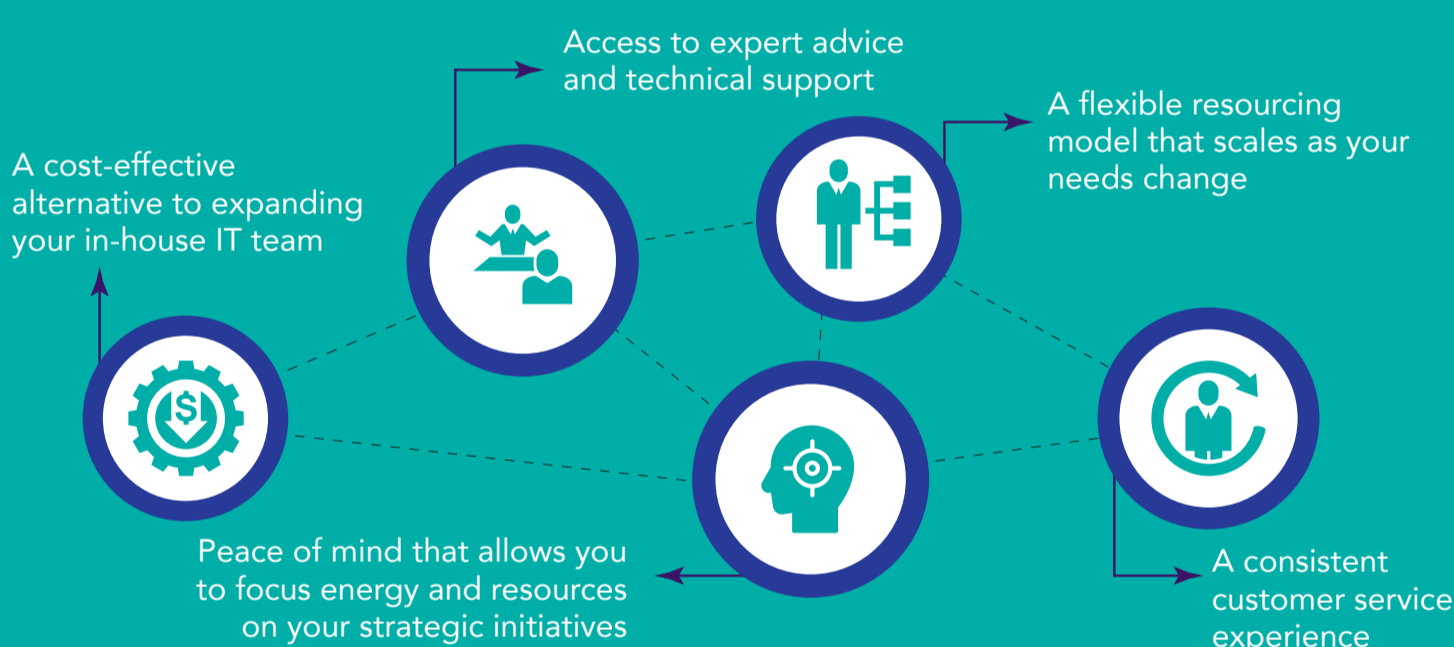 Access to expert advice
and technical support
A flexible resourcing
model that scales as your
needs change
A cost-effective
alternative to expanding
your in-house IT team
$
Peace of mind that allows you
to focus energy and resources
on your strategic initiatives
A consistent
customer service
experience